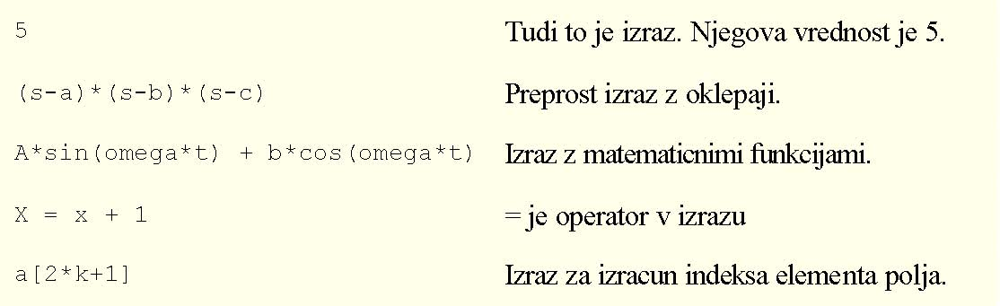 5 Tudi to je izraz. Njegova vrednost je 5.
(s-a)*(s-b)*(s-c) Preprost izraz z oklepaji.
A*sin(omega*t) + b*cos(omega*t) Izraz z matematicnimi funkcijami.
X = x + 1 = je operator v izrazu
a[2*k+1] Izraz za izracun indeksa elementa polja.